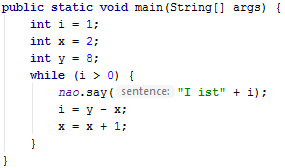 public static void main(String[] args) {
    int i = 1;
    int x = 2;
    int y = 8;
    while (i > 0) {
        nao.say( sentence: "I ist" + i);
        i = y - x;
        x = x + 1;
    }
}